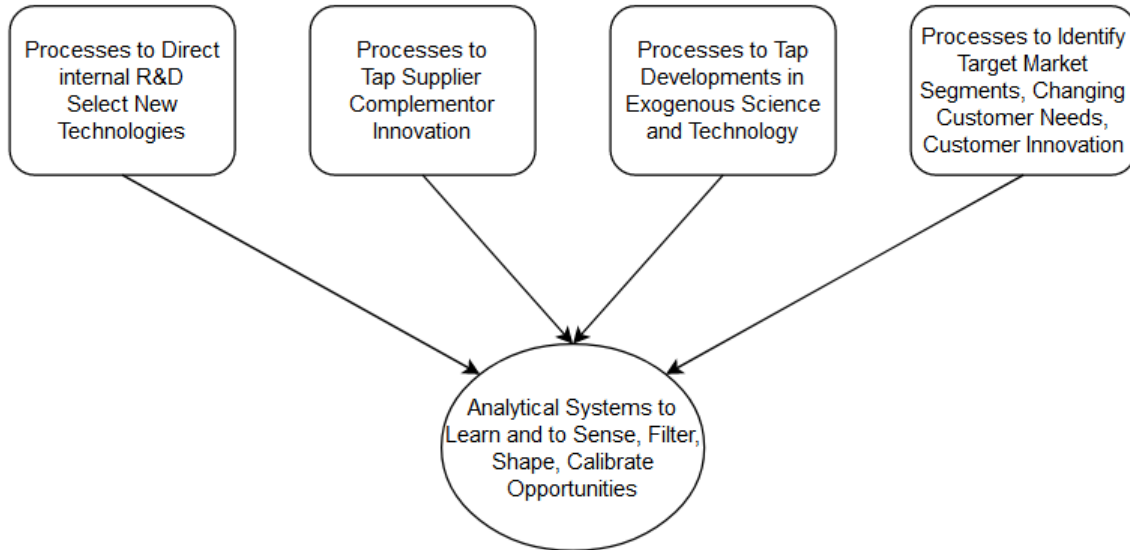 Processes to Direct
internal R&D
Select New
Technologies
Processes to
Tap Supplier
Complementor
Innovation
Processes to Tap
Developments in
Exogenous Science
and Technology
Processes to Identify
Target Market
Segments, Changing
Customer Needs,
Customer Innovation
Analytical Systems to
Learn and to Sense, Filter,
Shape, Calibrate
Opportunities